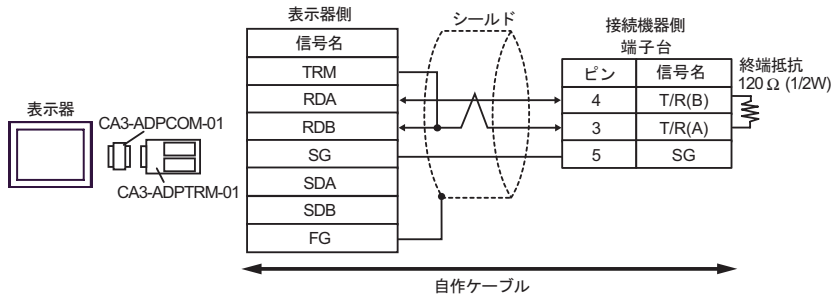 表示器
CA3-ADPCOM-01
CA3-ADPTRM-01
表示器側
信号名
TRM
RDA
RDB
SG
SDA
SDB
FG
シールド
接続機器側
端子台
ピン 信号名
4 T/R(B)
3 T/R(A)
5 SG
終端抵抗
120 Ω (1/2W)
自作ケーブル